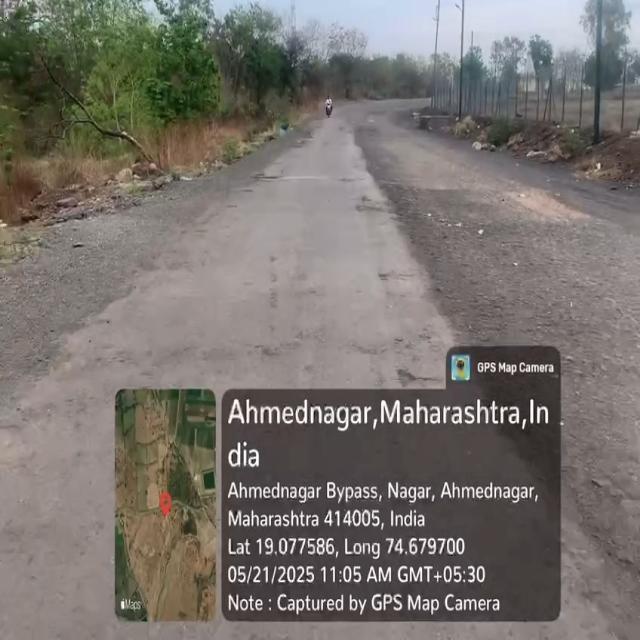 GPS Map Camera
Ahmednagar,Maharashtra,In
dia
Ahmednagar Bypass, Nagar, Ahmednagar,
Maharashtra 414005, India
Lat 19.077586, Long 74.679700
05/21/2025 11:05 AM GMT+05:30
Note : Captured by GPS Map Camera
Maps